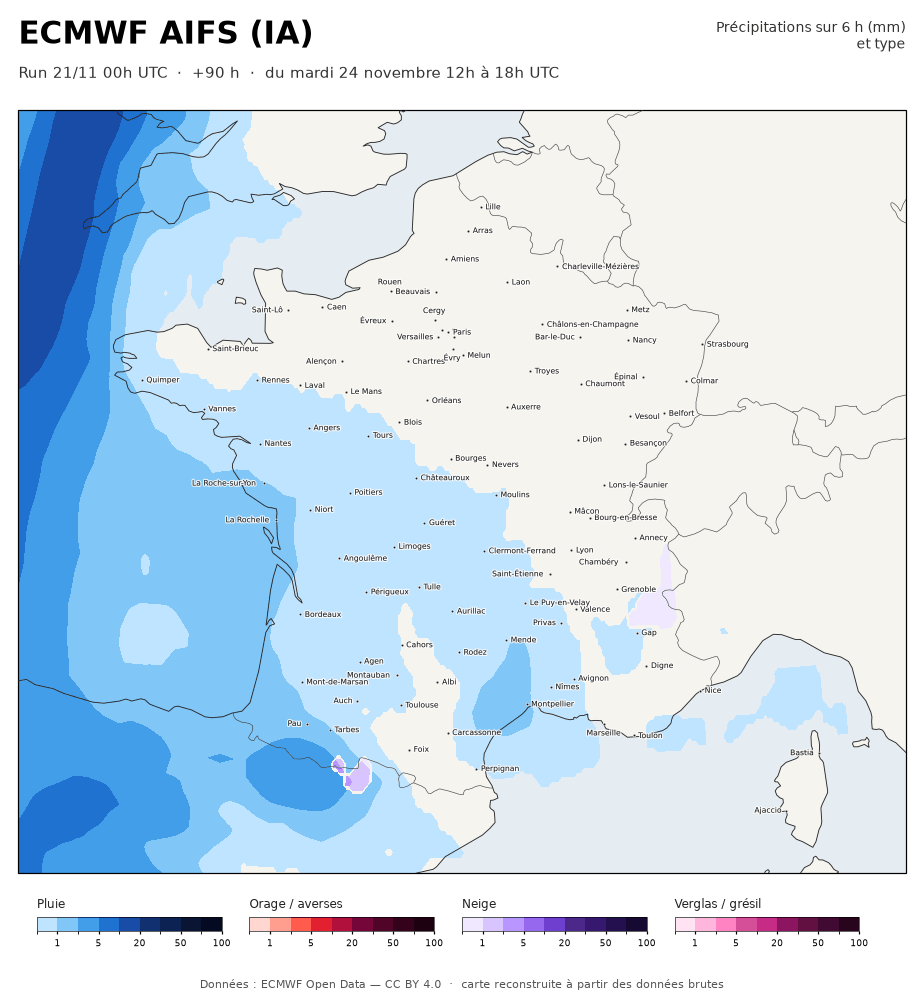 ECMWF AIFS (IA)
Précipitations sur 6 h (mm)
et type
Run 21/11 00h UTC · +90 h · du mardi 24 novembre 12h à 18h UTC
Lille
Arras
Amiens
Charleville-Mézières
Rouen
Laon
Beauvais
Saint-Lô
Caen
Cergy
Metz
Évreux
Châlons-en-Champagne
Versailles
Paris
Bar-le-Duc
Nancy
Strasbourg
Saint-Brieuc
Alençon
Chartres
Évry
Melun
Troyes
Épinal
Quimper
Rennes
Laval
Chaumont
Colmar
Le Mans
Orléans
Auxerre
Vannes
Vesoul
Belfort
Blois
Angers
Tours
Nantes
Dijon
Besançon
Bourges
Nevers
Châteauroux
La Roche-sur-Yon
Lons-le-Saunier
Poitiers
Moulins
Niort
Mâcon
La Rochelle
Guéret
Bourg-en-Bresse
Annecy
Limoges
Clermont-Ferrand
Lyon
Angoulême
Chambéry
Saint-Étienne
Tulle
Périgueux
Grenoble
Le Puy-en-Velay
Bordeaux
Aurillac
Valence
Privas
Gap
Cahors
Mende
Rodez
Agen
Digne
Montauban
Mont-de-Marsan
Albi
Avignon
Nîmes
Nice
Auch
Toulouse
Montpellier
Pau
Tarbes
Carcassonne
Marseille
Toulon
Foix
Bastia
Perpignan
Ajaccio
Pluie
Orage / averses
Neige
Verglas / grésil
1 5 20 50 100
1 5 20 50 100
1 5 20 50 100
1 5 20 50 100
Données : ECMWF Open Data — CC BY 4.0 · carte reconstruite à partir des données brutes